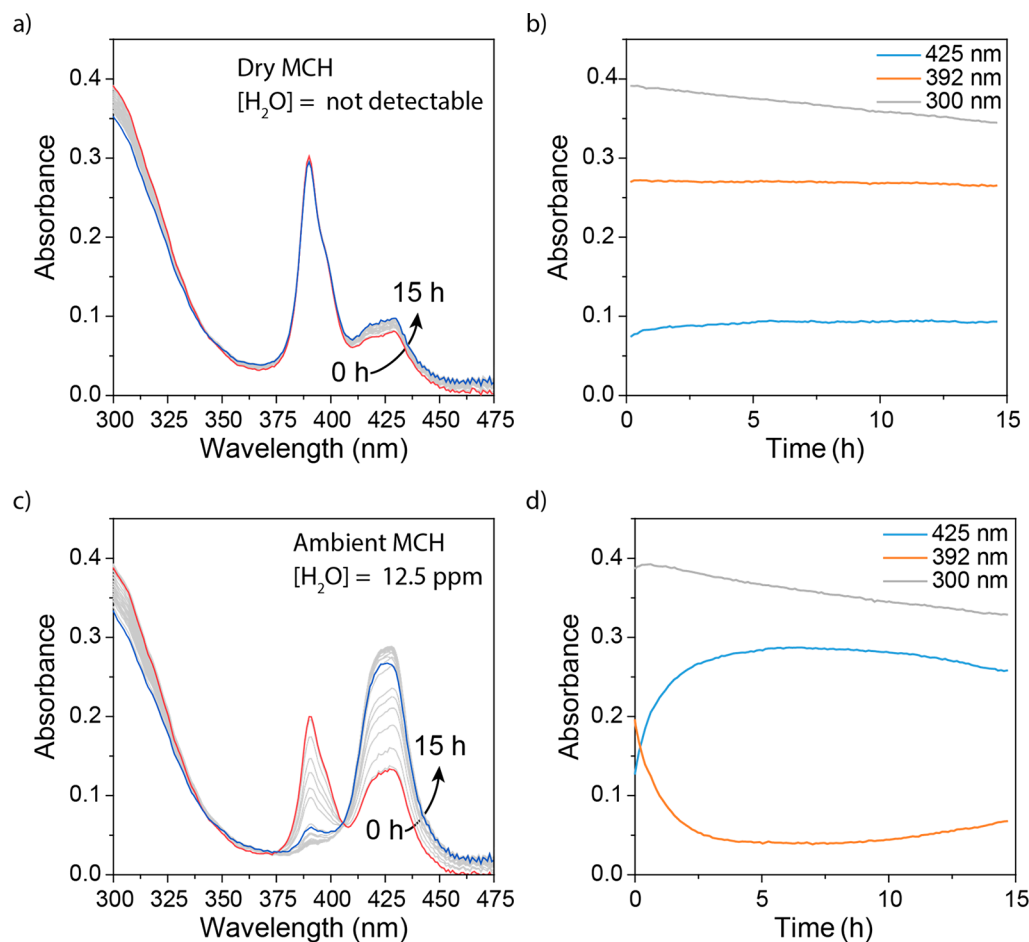 a)
Dry MCH
[H₂O] = not detectable
15 h
0 h
Absorbance
0.4
0.3
0.2
0.1
0.0
300 325 350 375 400 425 450 475
Wavelength (nm)
b)
425 nm
392 nm
300 nm
Absorbance
0.4
0.3
0.2
0.1
0.0
0 5 10 15
Time (h)
c)
Ambient MCH
[H₂O] = 12.5 ppm
15 h
0 h
Absorbance
0.4
0.3
0.2
0.1
0.0
300 325 350 375 400 425 450 475
Wavelength (nm)
d)
425 nm
392 nm
300 nm
Absorbance
0.4
0.3
0.2
0.1
0.0
0 5 10 15
Time (h)